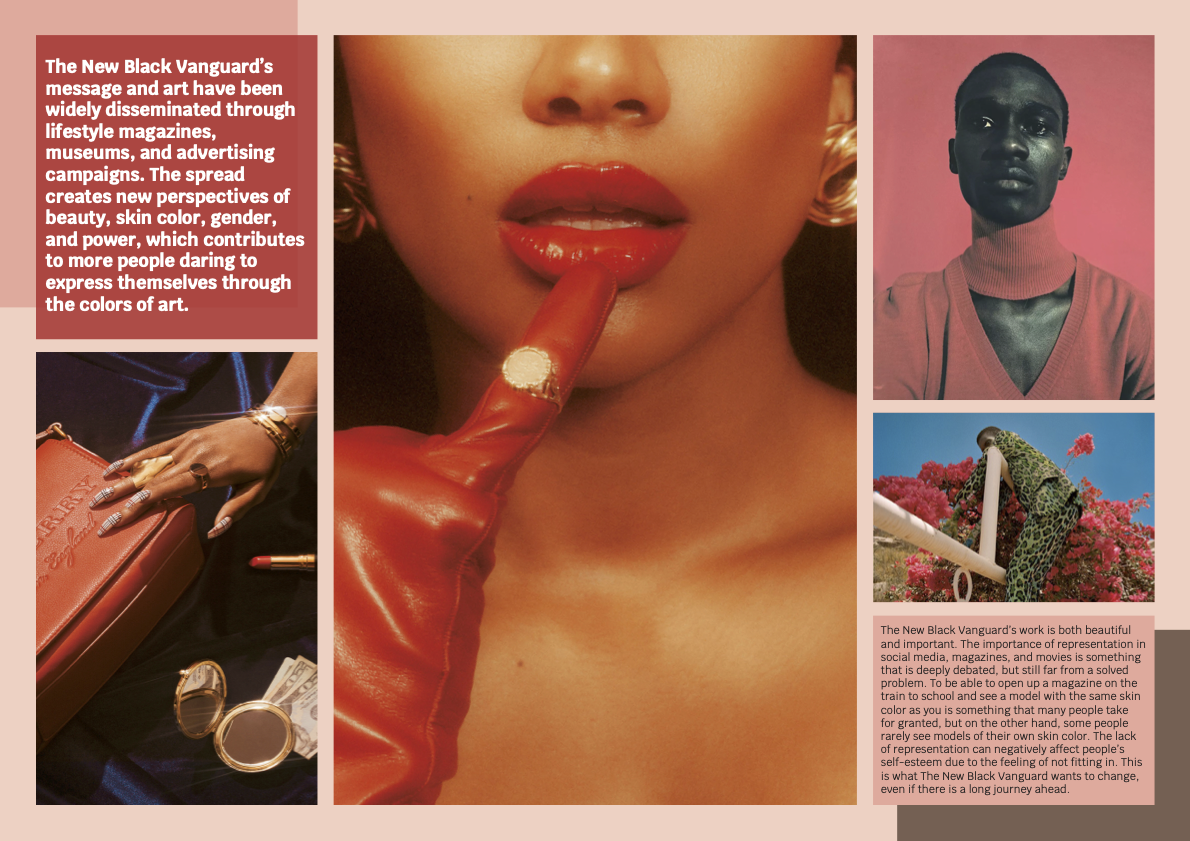 The New Black Vanguard’s
message and art have been
widely disseminated through
lifestyle magazines,
museums, and advertising
campaigns. The spread
creates new perspectives of
beauty, skin color, gender,
and power, which contributes
to more people daring to
express themselves through
the colors of art.
England
The New Black Vanguard’s work is both beautiful
and important. The importance of representation in
social media, magazines, and movies is something
that is deeply debated, but still far from a solved
problem. To be able to open up a magazine on the
train to school and see a model with the same skin
color as you is something that many people take
for granted, but on the other hand, some people
rarely see models of their own skin color. The lack
of representation can negatively affect people’s
self-esteem due to the feeling of not fitting in. This
is what The New Black Vanguard wants to change,
even if there is a long journey ahead.